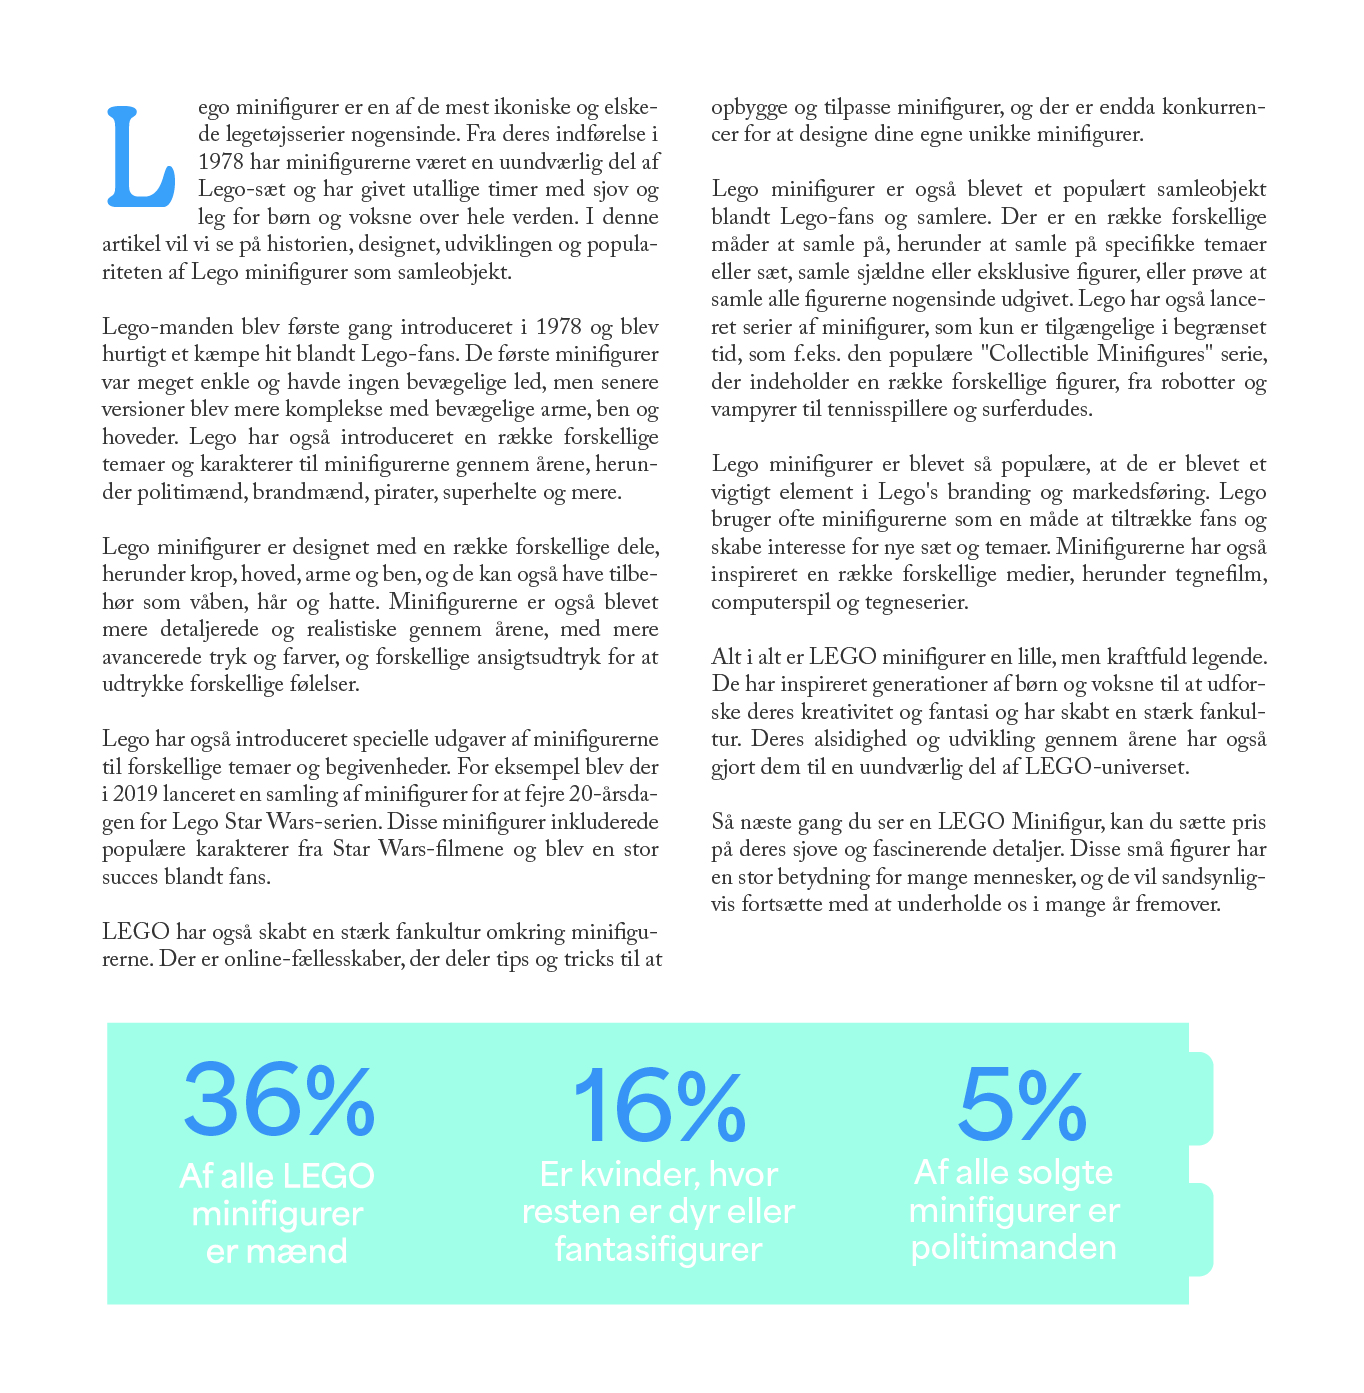 Lego minifigurer er en af de mest ikoniske og elske-
de legetøjsserier nogensinde. Fra deres indførelse i
1978 har minifigurerne været en uundværlig del af
Lego-sæt og har givet utallige timer med sjov og
leg for børn og voksne over hele verden. I denne
artikel vil vi se på historien, designet, udviklingen og popula-
riteten af Lego minifigurer som samleobjekt.
Lego-manden blev første gang introduceret i 1978 og blev
hurtigt et kæmpe hit blandt Lego-fans. De første minifigurer
var meget enkle og havde ingen bevægelige led, men senere
versioner blev mere komplekse med bevægelige arme, ben og
hoveder. Lego har også introduceret en række forskellige
temaer og karakterer til minifigurerne gennem årene, herun-
der politimænd, brandmænd, pirater, superhelte og mere.
Lego minifigurer er designet med en række forskellige dele,
herunder krop, hoved, arme og ben, og de kan også have tilbe-
hør som våben, hår og hatte. Minifigurerne er også blevet
mere detaljerede og realistiske gennem årene, med mere
avancerede tryk og farver, og forskellige ansigtsudtryk for at
udtrykke forskellige følelser.
Lego har også introduceret specielle udgaver af minifigurerne
til forskellige temaer og begivenheder. For eksempel blev der
i 2019 lanceret en samling af minifigurer for at fejre 20-årsda-
gen for Lego Star Wars-serien. Disse minifigurer inkluderede
populære karakterer fra Star Wars-filmene og blev en stor
succes blandt fans.
LEGO har også skabt en stærk fankultur omkring minifigu-
rerne. Der er online-fællesskaber, der deler tips og tricks til at
opbygge og tilpasse minifigurer, og der er endda konkurren-
cer for at designe dine egne unikke minifigurer.
Lego minifigurer er også blevet et populært samleobjekt
blandt Lego-fans og samlere. Der er en række forskellige
måder at samle på, herunder at samle på specifikke temaer
eller sæt, samle sjældne eller eksklusive figurer, eller prøve at
samle alle figurerne nogensinde udgivet. Lego har også lance-
ret serier af minifigurer, som kun er tilgængelige i begrænset
tid, som f.eks. den populære "Collectible Minifigures" serie,
der indeholder en række forskellige figurer, fra robotter og
vampyrer til tennisspillere og surferdudes.
Lego minifigurer er blevet så populære, at de er blevet et
vigtigt element i Lego's branding og markedsføring. Lego
bruger ofte minifigurerne som en måde at tiltrække fans og
skabe interesse for nye sæt og temaer. Minifigurerne har også
inspireret en række forskellige medier, herunder tegnefilm,
computerspil og tegneserier.
Alt i alt er LEGO minifigurer en lille, men kraftfuld legende.
De har inspireret generationer af børn og voksne til at udfor-
ske deres kreativitet og fantasi og har skabt en stærk fankul-
tur. Deres alsidighed og udvikling gennem årene har også
gjort dem til en uundværlig del af LEGO-universet.
Så næste gang du ser en LEGO Minifigur, kan du sætte pris
på deres sjove og fascinerende detaljer. Disse små figurer har
en stor betydning for mange mennesker, og de vil sandsynlig-
vis fortsætte med at underholde os i mange år fremover.
36%
Af alle LEGO
minifigurer
er mænd
16%
Er kvinder, hvor
resten er dyr eller
fantasifigurer
5%
Af alle solgte
minifigurer er
politimanden